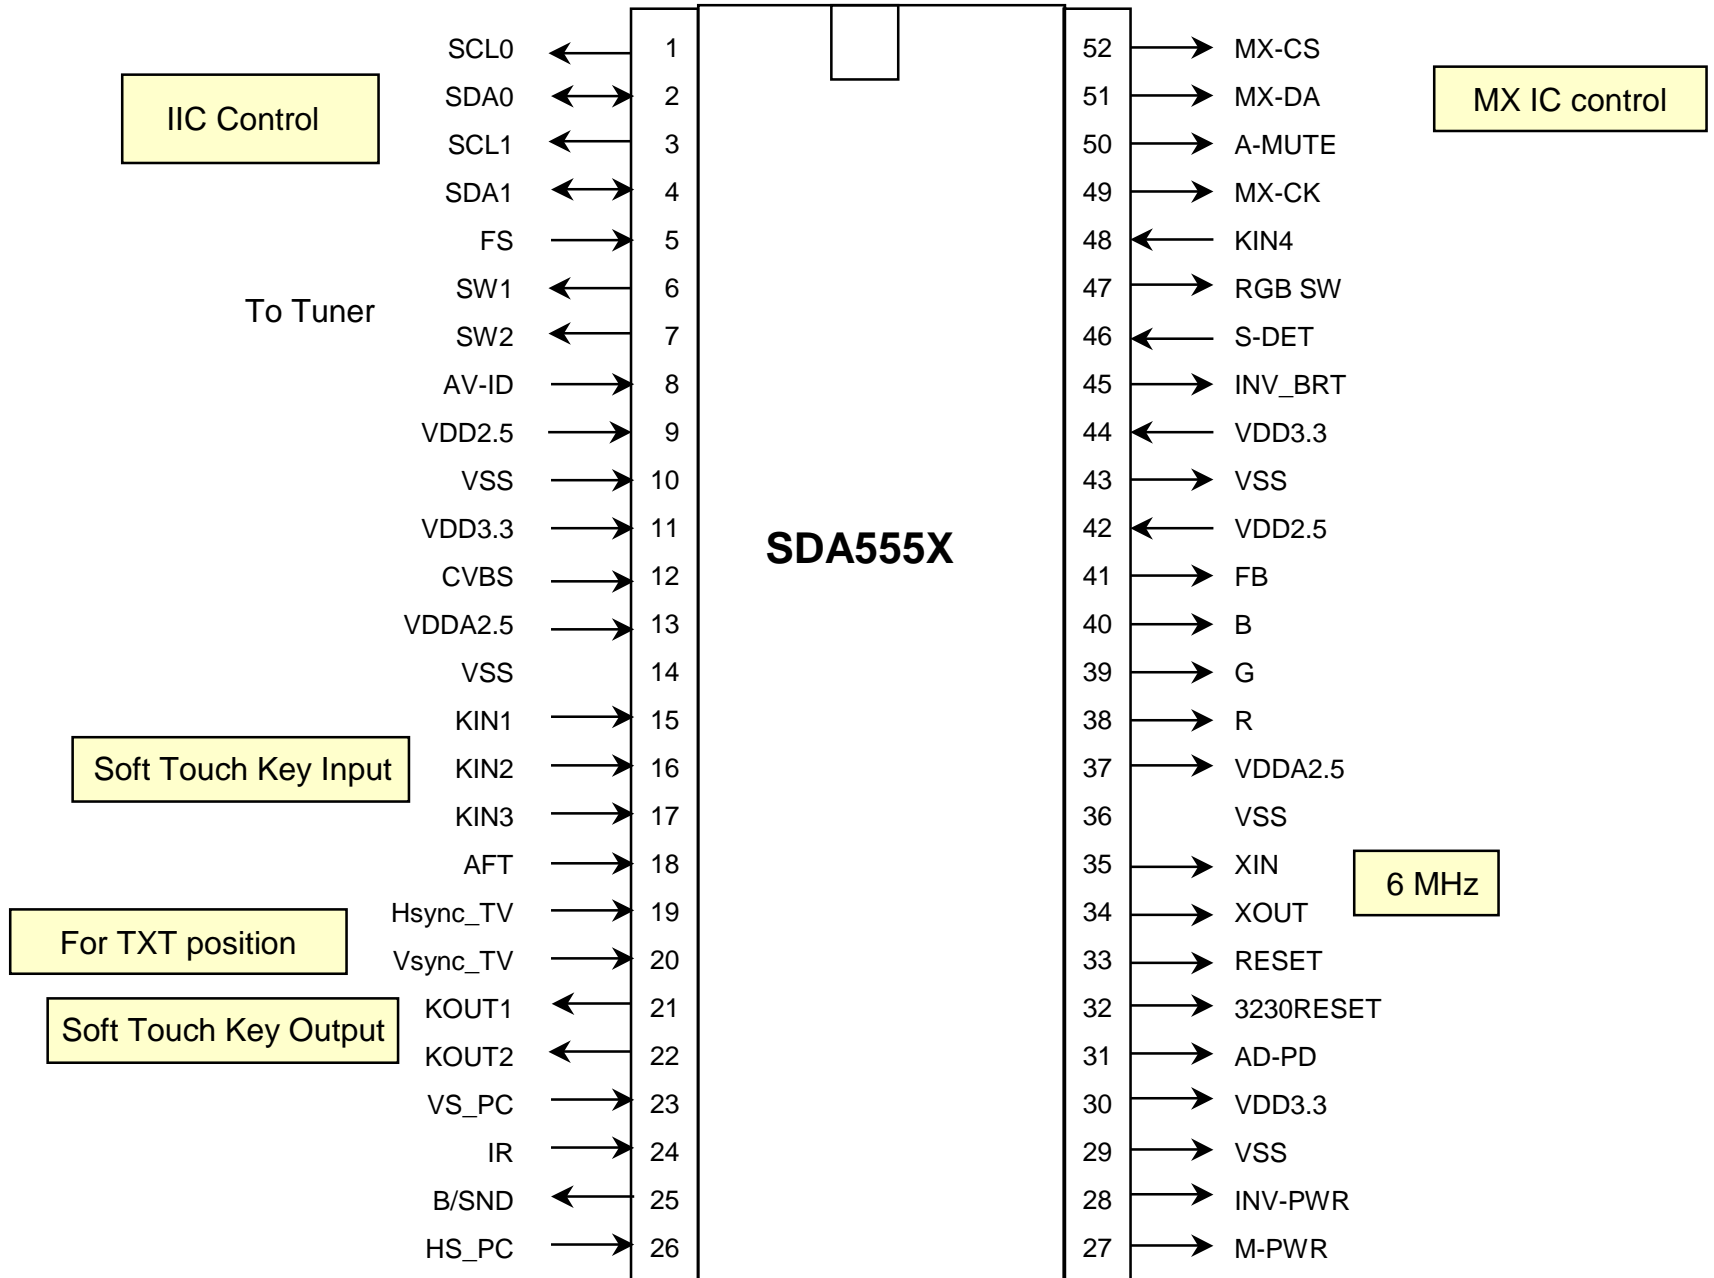 SCL0 1 52 MX-CS
IIC Control SDA0 2 51 MX-DA MX IC control
SCL1 3 50 A-MUTE
SDA1 4 49 MX-CK
FS 5 48 KIN4
SW1 6 47 RGB SW
To Tuner
SW2 7 46 S-DET
AV-ID 8 45 INV_BRT
VDD2.5 9 44 VDD3.3
VSS 10 43 VSS
VDD3.3 11 42 VDD2.5
SDA555X
CVBS 12 41 FB
VDDA2.5 13 40 B
VSS 14 39 G
KIN1 15 38 R
Soft Touch Key Input KIN2 16 37 VDDA2.5
KIN3 17 36 VSS
AFT 18 35 XIN
6 MHz
Hsync_TV 19 34 XOUT
For TXT position
Vsync_TV 20 33 RESET
KOUT1 21 32 3230RESET
Soft Touch Key Output
KOUT2 22 31 AD-PD
VS_PC 23 30 VDD3.3
IR 24 29 VSS
B/SND 25 28 INV-PWR
HS_PC 26 27 M-PWR